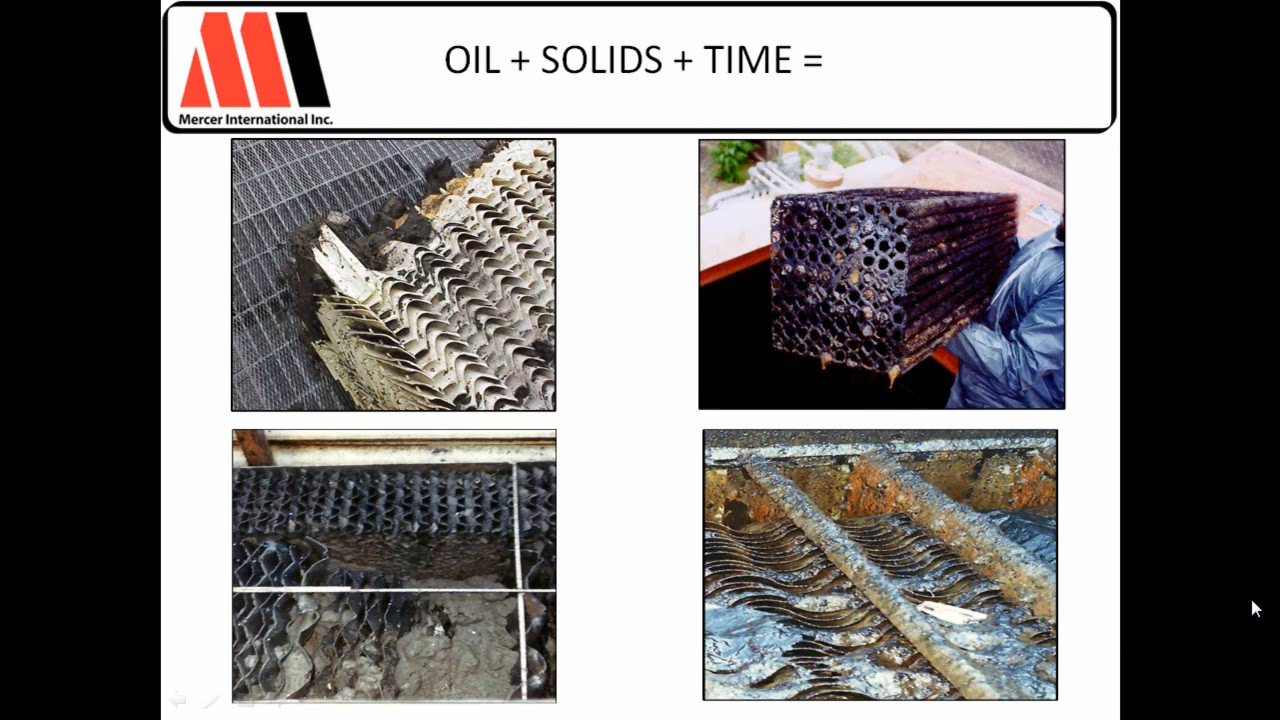 OIL + SOLIDS + TIME =
Mercer International Inc.